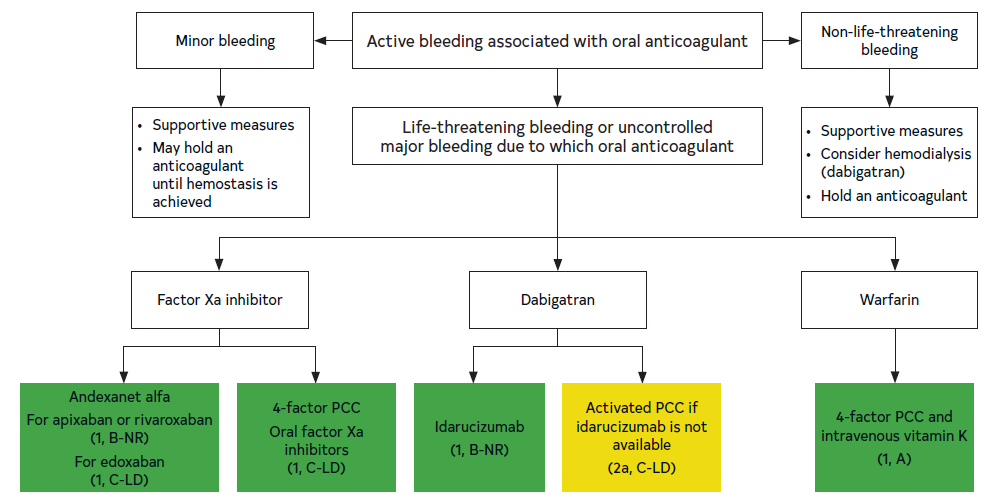 Minor bleeding
Active bleeding associated with oral anticoagulant
Non-life-threatening
bleeding
• Supportive measures
• May hold an
anticoagulant
until hemostasis is
achieved
Life-threatening bleeding or uncontrolled
major bleeding due to which oral anticoagulant
• Supportive measures
• Consider hemodialysis
(dabigatran)
• Hold an anticoagulant
Factor Xa inhibitor
Dabigatran
Warfarin
Andexanet alfa
For apixaban or rivaroxaban
(1, B-NR)
For edoxaban
(1, C-LD)
4-factor PCC
Oral factor Xa
inhibitors
(1, C-LD)
Idarucizumab
(1, B-NR)
Activated PCC if
idarucizumab is not
available
(2a, C-LD)
4-factor PCC and
intravenous vitamin K
(1, A)